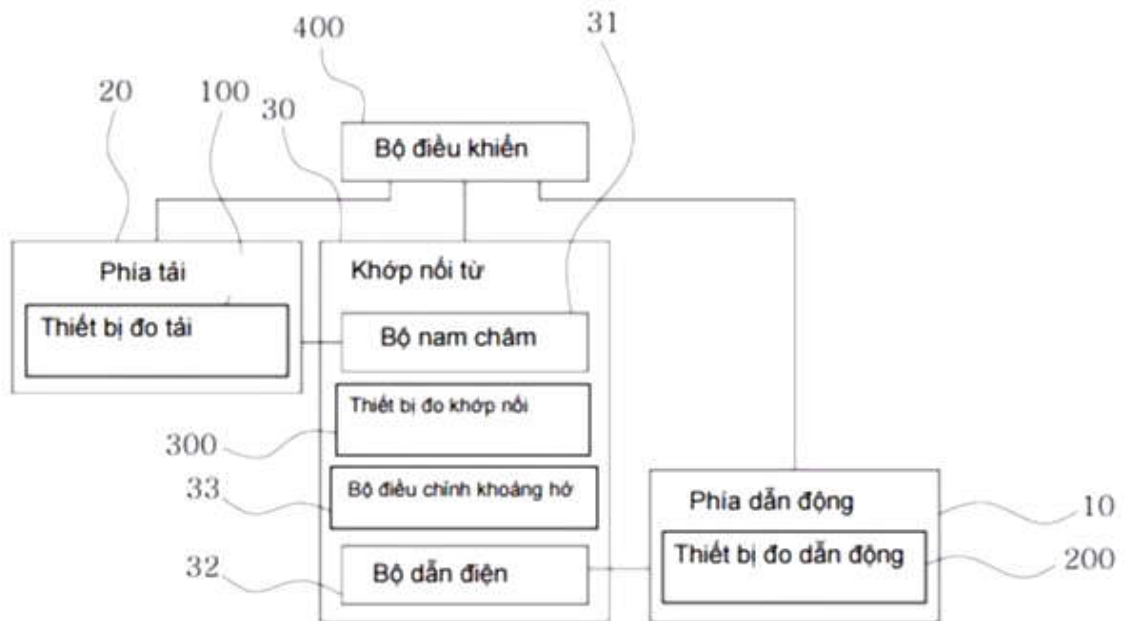 400
31
20
100
30
Bộ điều khiển
Phía tải
Khớp nối từ
Thiết bị đo tải
Bộ nam châm
Thiết bị đo khớp nối
300
33
Bộ điều chỉnh khoảng hở
Phía dẫn động
10
Thiết bị đo dẫn động
200
32
Bộ dẫn điện